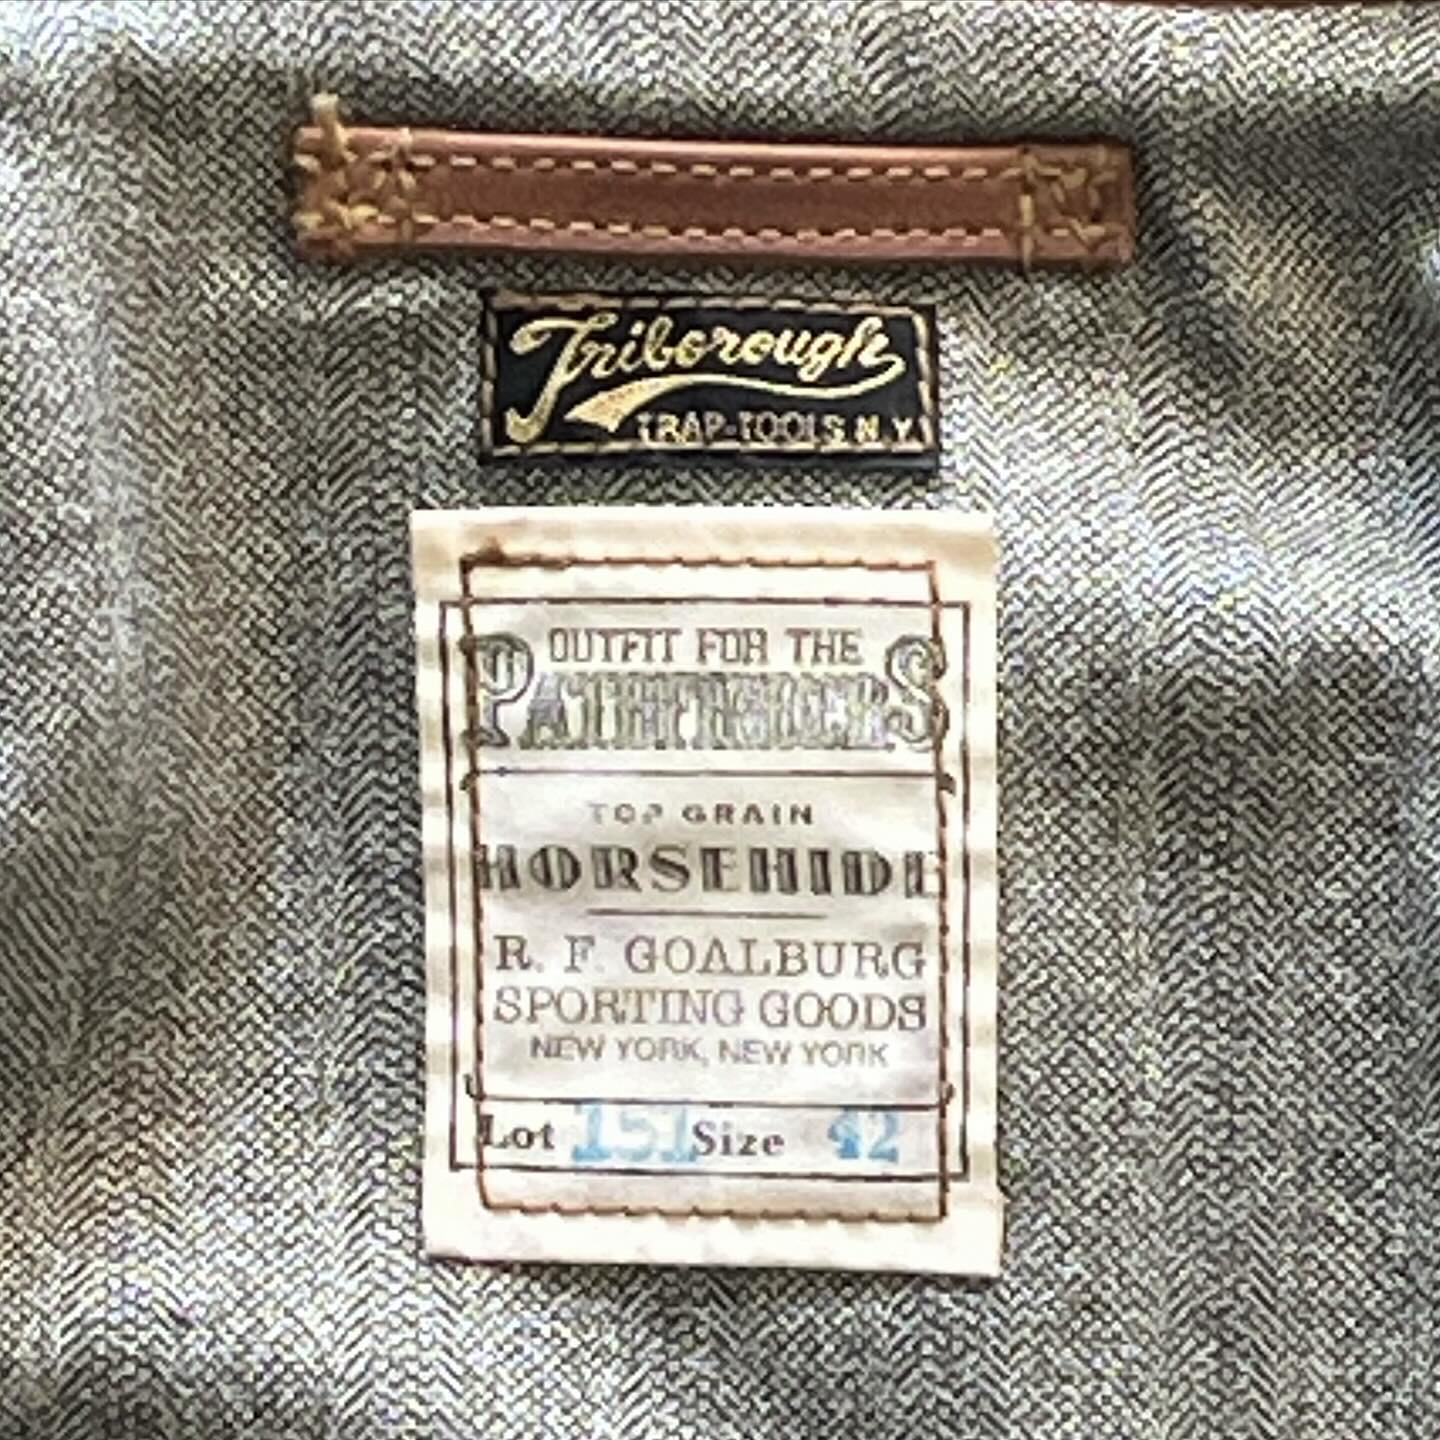 Triborough
TRAP-TOOLS N.Y.
OUTFIT FOR THE
PATHFINDERS
TOP GRAIN
HORSEHIDE
R. F. GOALBURG
SPORTING GOODS
NEW YORK, NEW YORK
Lot 151 Size 42